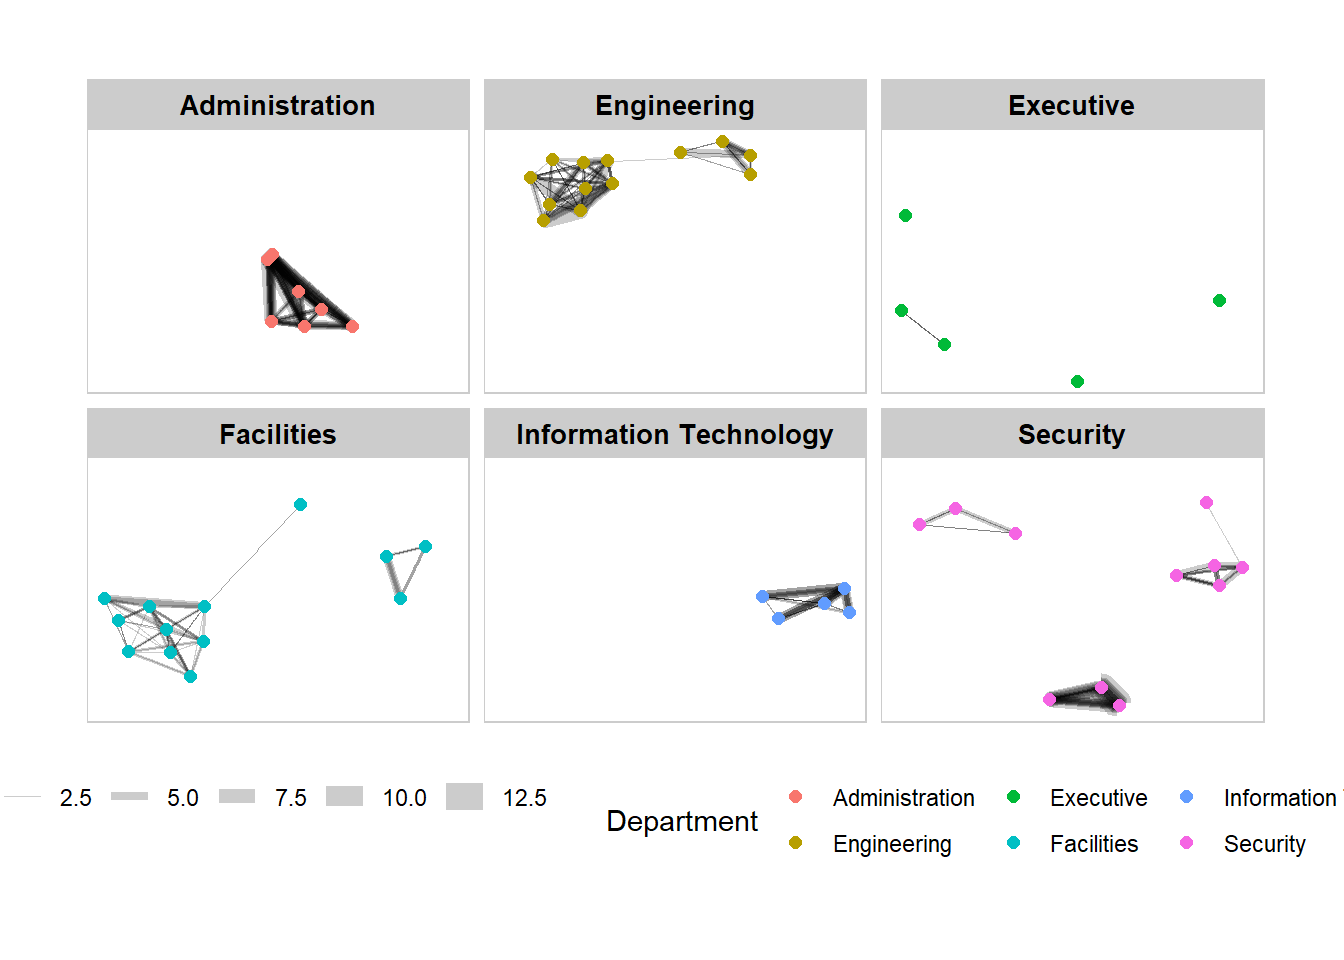 Administration
Engineering
Executive
Facilities
Information Technology
Security
2.5 5.0 7.5 10.0 12.5
Department
Administration Executive Information
Engineering Facilities Security